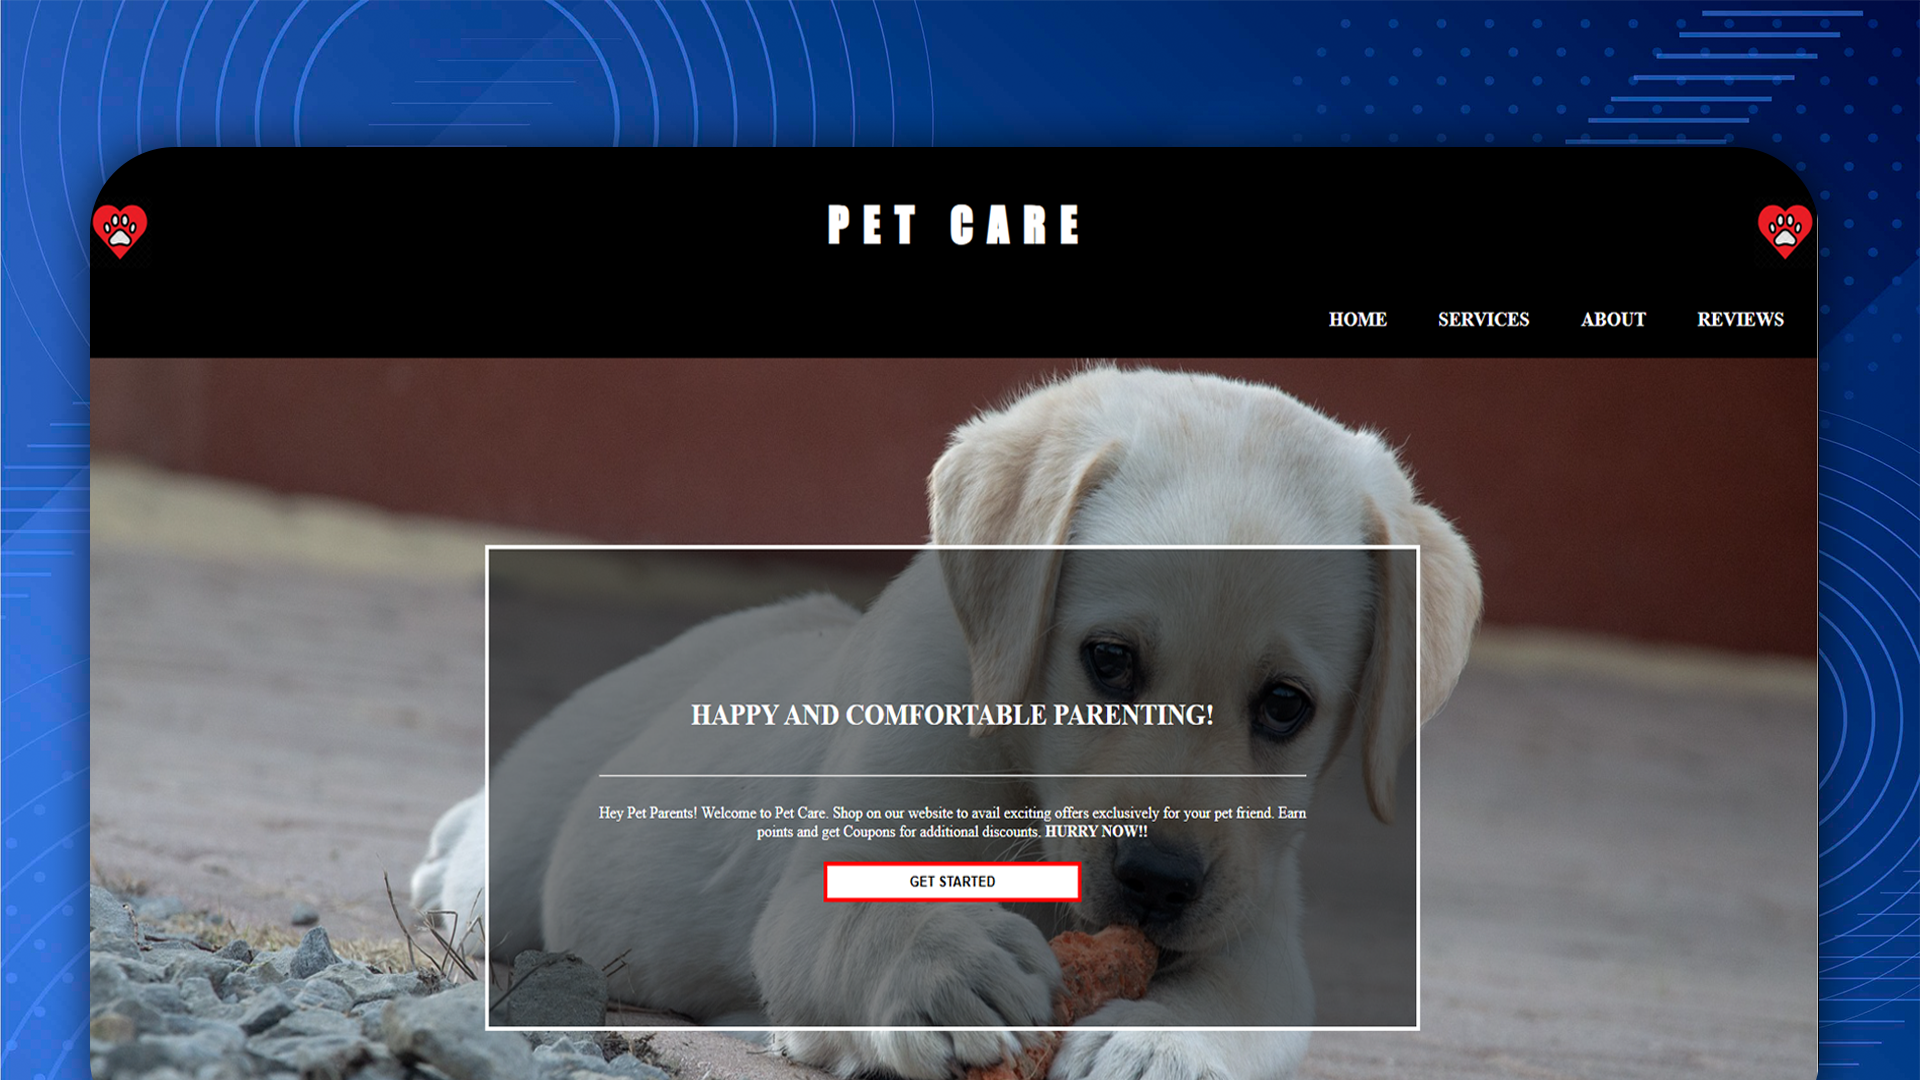 PET CARE
HOME SERVICES ABOUT REVIEWS
HAPPY AND COMFORTABLE PARENTING!
Hey Pet Parents! Welcome to Pet Care. Shop on our website to avail exciting offers exclusively for your pet friend. Earn
points and get Coupons for additional discounts. HURRY NOW!!
GET STARTED